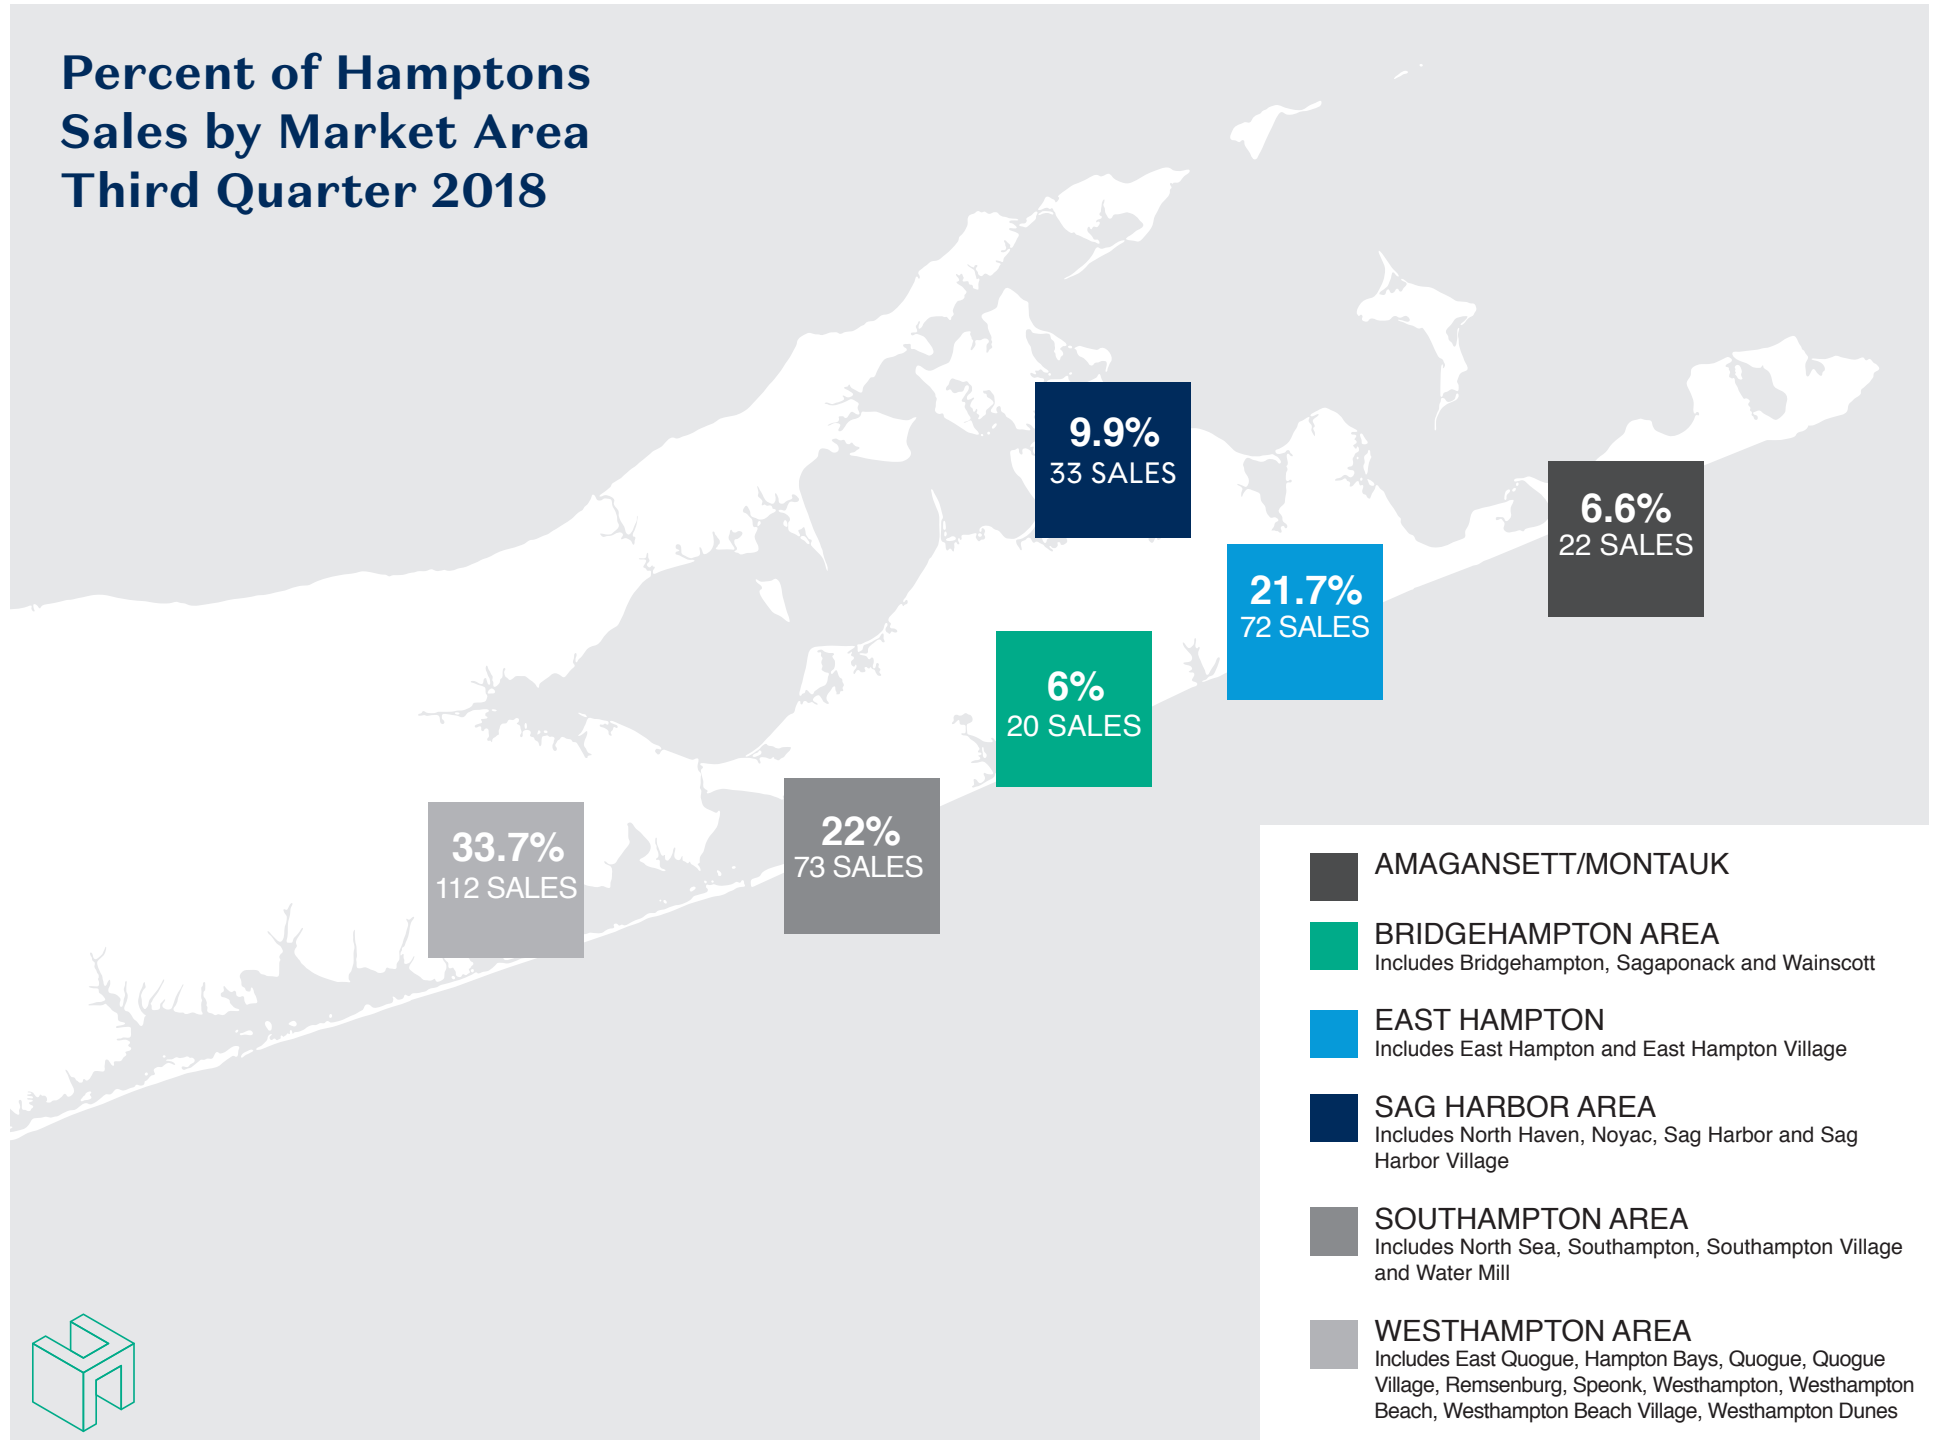 Percent of Hamptons
Sales by Market Area
Third Quarter 2018
9.9%
33 SALES
6.6%
22 SALES
21.7%
72 SALES
6%
20 SALES
22%
73 SALES
33.7%
112 SALES
AMAGANSETT/MONTAUK
BRIDGEHAMPTON AREA
Includes Bridgehampton, Sagaponack and Wainscott
EAST HAMPTON
Includes East Hampton and East Hampton Village
SAG HARBOR AREA
Includes North Haven, Noyac, Sag Harbor and Sag
Harbor Village
SOUTHAMPTON AREA
Includes North Sea, Southampton, Southampton Village
and Water Mill
WESTHAMPTON AREA
Includes East Quogue, Hampton Bays, Quogue, Quogue
Village, Remsenburg, Speonk, Westhampton, Westhampton
Beach, Westhampton Beach Village, Westhampton Dunes